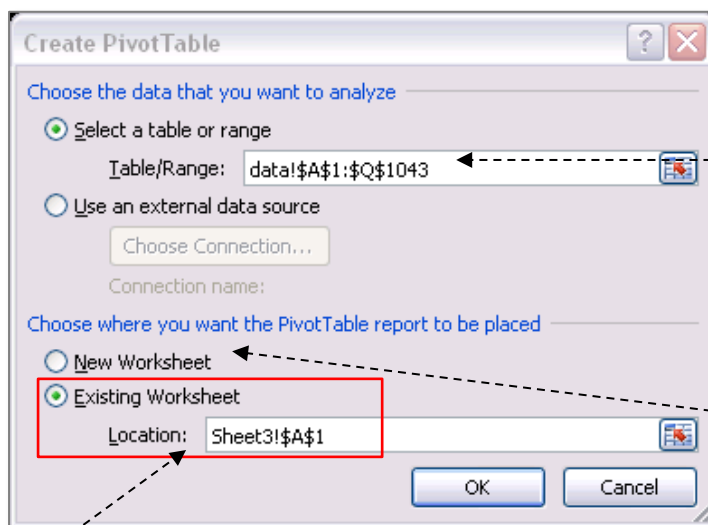 Create PivotTable
Choose the data that you want to analyze
Select a table or range
Table/Range: data!$A$1:$Q$1043
Use an external data source
Choose Connection...
Connection name:
Choose where you want the PivotTable report to be placed
New Worksheet
Existing Worksheet
Location: Sheet3!$A$1
OK Cancel